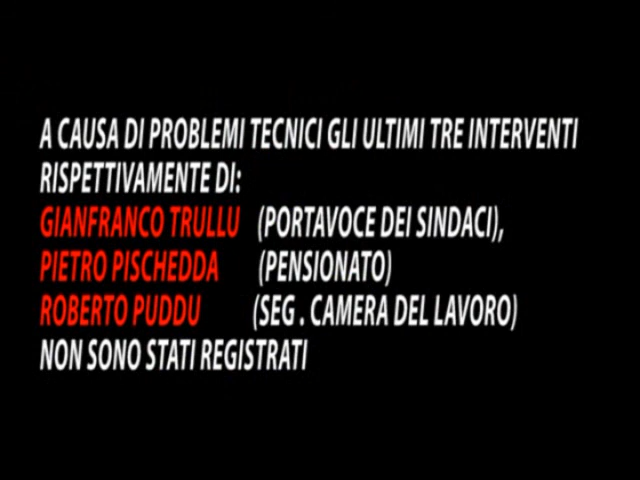 A CAUSA DI PROBLEMI TECNICI GLI ULTIMI TRE INTERVENTI
RISPETTIVAMENTE DI:
GIANFRANCO TRULLU (PORTAVOCE DEI SINDACI),
PIETRO PISCHEDDA (PENSIONATO)
ROBERTO PUDDU (SEG . CAMERA DEL LAVORO)
NON SONO STATI REGISTRATI